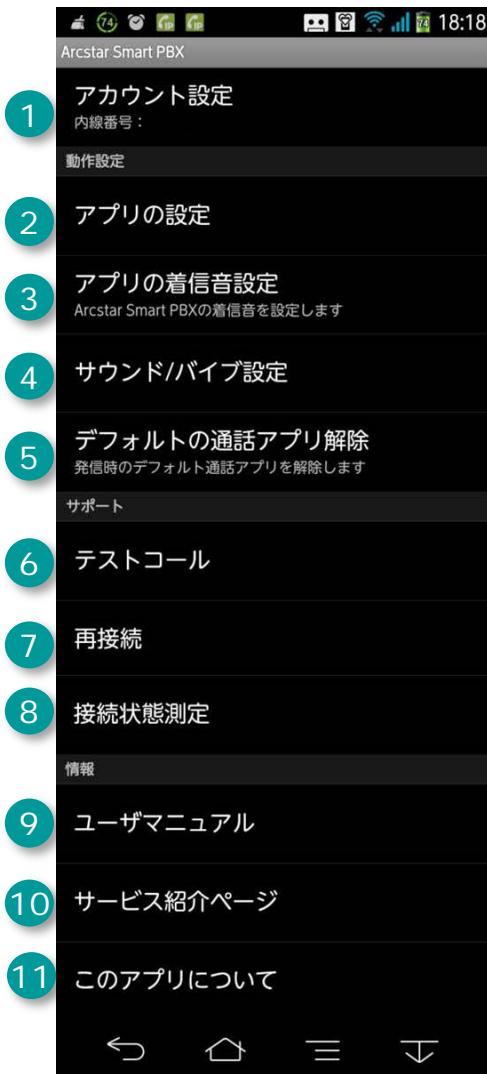 74 IP IP 74 18:18
Arcstar Smart PBX
1 アカウント設定
内線番号：
動作設定
2 アプリの設定
3 アプリの着信音設定
Arcstar Smart PBXの着信音を設定します
4 サウンド/バイブ設定
5 デフォルトの通話アプリ解除
発信時のデフォルト通話アプリを解除します
サポート
6 テストコール
7 再接続
8 接続状態測定
情報
9 ユーザマニュアル
10 サービス紹介ページ
11 このアプリについて